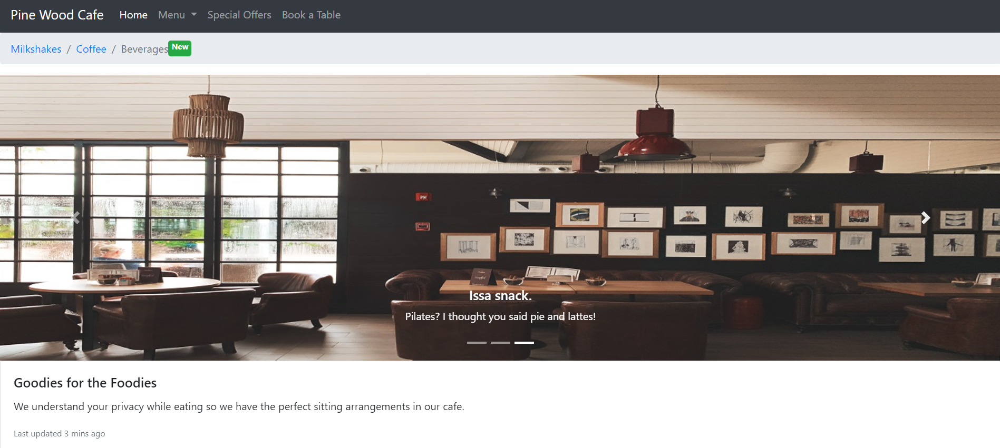 Pine Wood Cafe Home Menu Special Offers Book a Table
Milkshakes / Coffee / Beverages New
Issa snack.
Pilates? I thought you said pie and lattes!
Goodies for the Foodies
We understand your privacy while eating so we have the perfect sitting arrangements in our cafe.
Last updated 3 mins ago